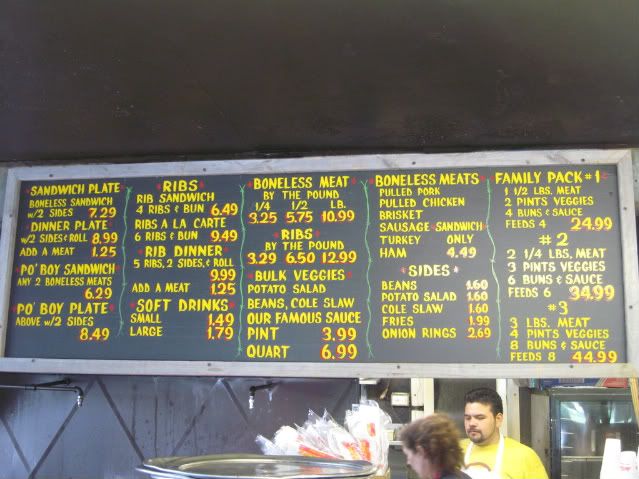 SANDWICH PLATE
BONELESS SANDWICH
W/2 SIDES 7.29
DINNER PLATE
W/2 SIDES & ROLL 8.99
ADD A MEAT 1.25
PO' BOY SANDWICH
ANY 2 BONELESS MEATS
6.29
PO' BOY PLATE
ABOVE W/2 SIDES
8.49
RIBS
RIB SANDWICH
4 RIBS & BUN 6.49
RIBS A LA CARTE
6 RIBS & BUN 9.49
RIB DINNER
5 RIBS, 2 SIDES, & ROLL
9.99
ADD A MEAT 1.25
SOFT DRINKS
SMALL 1.49
LARGE 1.79
BONELESS MEAT
BY THE POUND
1/4 1/2 LB.
3.25 5.75 10.99
RIBS
BY THE POUND
3.29 6.50 12.99
BULK VEGGIES
POTATO SALAD
BEANS, COLE SLAW
OUR FAMOUS SAUCE
PINT 3.99
QUART 6.99
BONELESS MEATS
PULLED PORK
PULLED CHICKEN
BRISKET
SAUSAGE SANDWICH
TURKEY ONLY
HAM 4.49
SIDES
BEANS 1.60
POTATO SALAD 1.60
COLE SLAW 1.60
FRIES 1.99
ONION RINGS 2.69
FAMILY PACK #1
1 1/2 LBS. MEAT
2 PINTS VEGGIES
4 BUNS & SAUCE
FEEDS 4 24.99
#2
2 1/4 LBS. MEAT
3 PINTS VEGGIES
6 BUNS & SAUCE
FEEDS 6 34.99
#3
3 LBS. MEAT
4 PINTS VEGGIES
8 BUNS & SAUCE
FEEDS 8 44.99